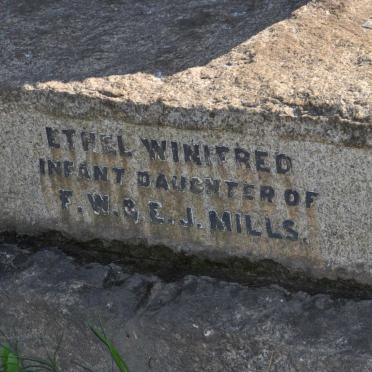 ETHEL WINIFRED
INFANT DAUGHTER OF
F. W. & E. J. MILLS.